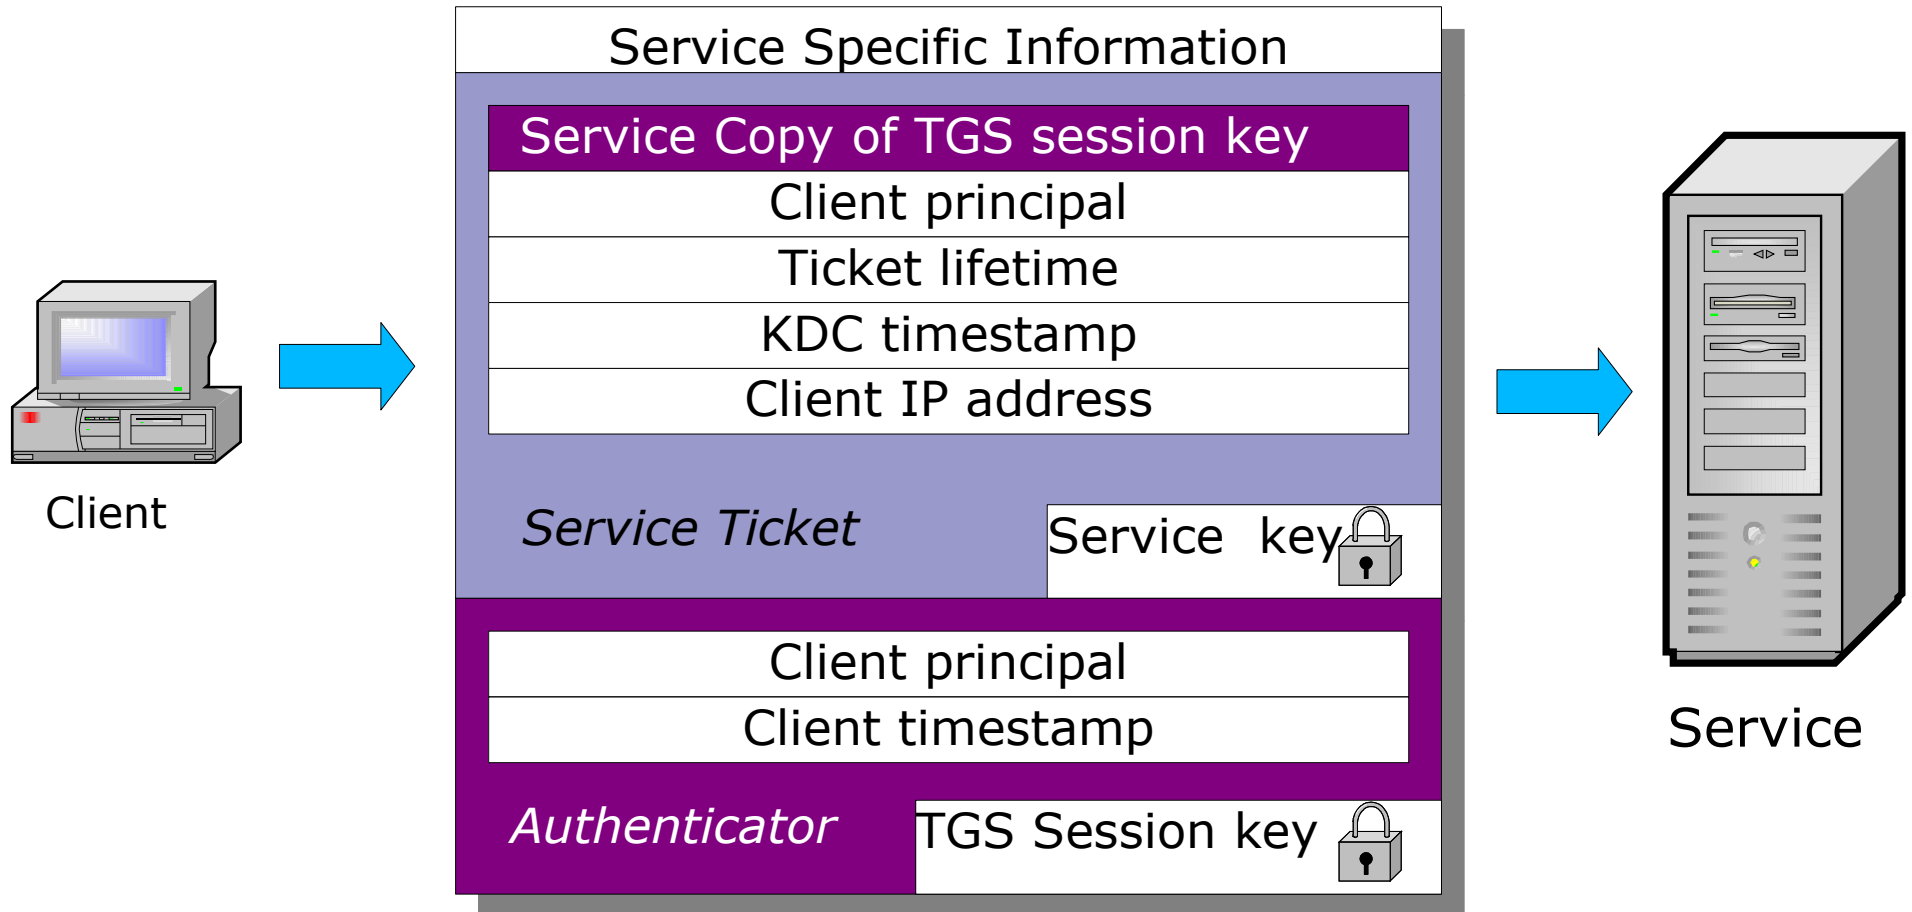 Service Specific Information
Service Copy of TGS session key
Client principal
Ticket lifetime
KDC timestamp
Client IP address
Client
Service Ticket
Service key
Client principal
Client timestamp
Service
Authenticator
TGS Session key